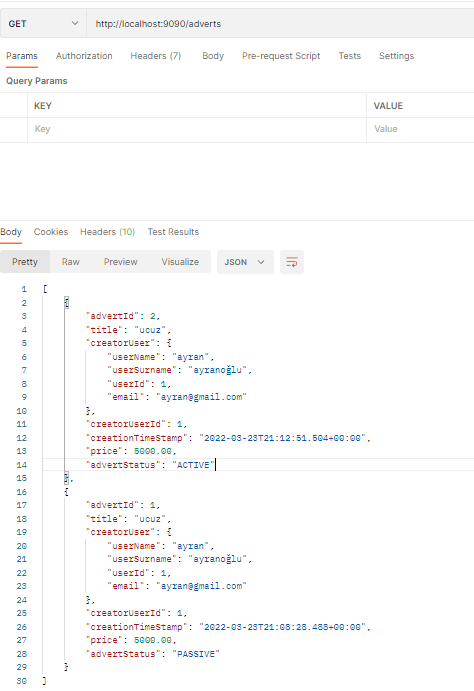 GET http://localhost:9090/adverts
Params Authorization Headers (7) Body Pre-request Script Tests Settings
Query Params
KEY VALUE
Key Value
Body Cookies Headers (10) Test Results
Pretty Raw Preview Visualize JSON
1 [
2 {
3 "advertId": 2,
4 "title": "ucuz",
5 "creatorUser": {
6 "userName": "ayran",
7 "userSurname": "ayranoğlu",
8 "userId": 1,
9 "email": "ayran@gmail.com"
10 },
11 "creatorUserId": 1,
12 "creationTimeStamp": "2022-03-23T21:12:51.504+00:00",
13 "price": 5000.00,
14 "advertStatus": "ACTIVE"
15 },
16 {
17 "advertId": 1,
18 "title": "ucuz",
19 "creatorUser": {
20 "userName": "ayran",
21 "userSurname": "ayranoğlu",
22 "userId": 1,
23 "email": "ayran@gmail.com"
24 },
25 "creatorUserId": 1,
26 "creationTimeStamp": "2022-03-23T21:08:28.488+00:00",
27 "price": 5000.00,
28 "advertStatus": "PASSIVE"
29 }
30 ]